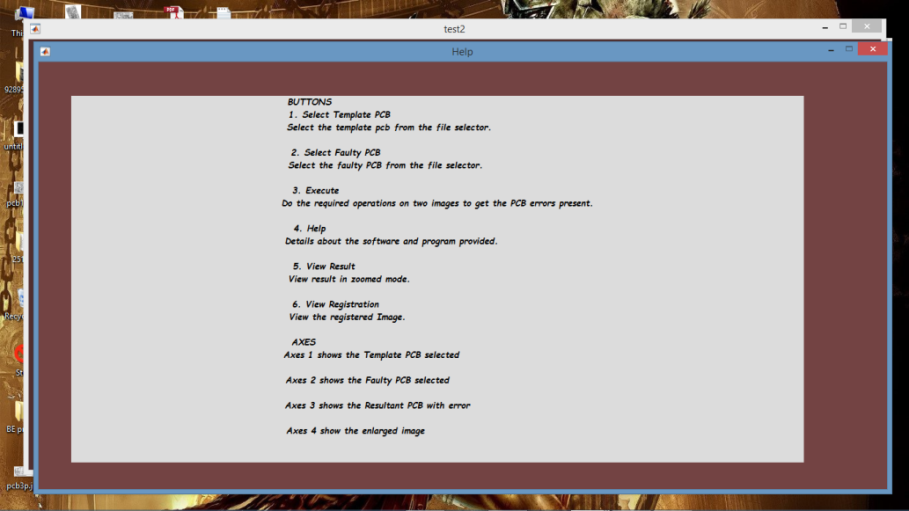 test2
Help
BUTTONS
1. Select Template PCB
Select the template pcb from the file selector.
2. Select Faulty PCB
Select the faulty PCB from the file selector.
3. Execute
Do the required operations on two images to get the PCB errors present.
4. Help
Details about the software and program provided.
5. View Result
View result in zoomed mode.
6. View Registration
View the registered Image.
AXES
Axes 1 shows the Template PCB selected
Axes 2 shows the Faulty PCB selected
Axes 3 shows the Resultant PCB with error
Axes 4 show the enlarged image